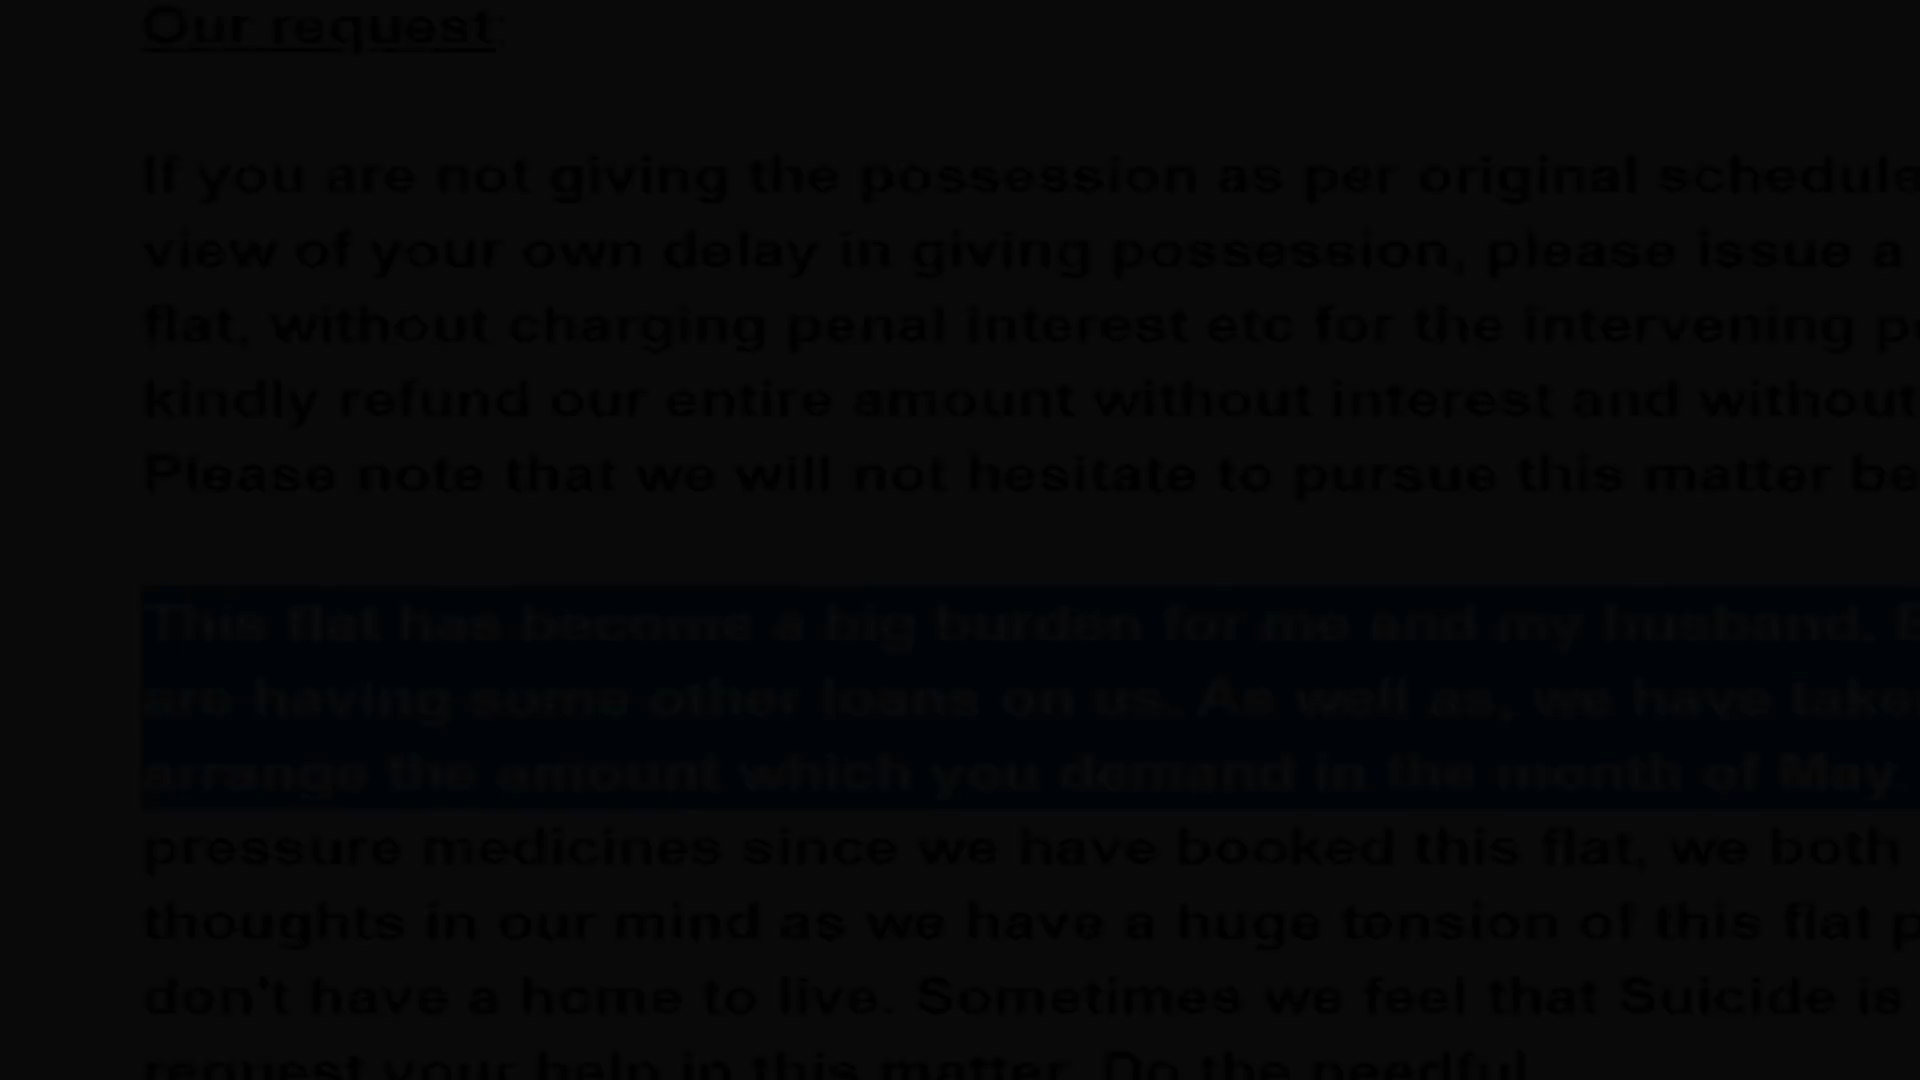 Our request:
If you are not giving the possession as per original schedule
view of your own delay in giving possession, please issue a
flat, without charging penal interest etc for the intervening
kindly refund our entire amount without interest and without
Please note that we will not hesitate to pursue this matter be
This flat has become a big burden for me and my husband.
are having some other loans on us. As well as, we have take
arrange the amount which you demand in the month of May.
pressure medicines since we have booked this flat, we both
thoughts in our mind as we have a huge tension of this flat p
don't have a home to live. Sometimes we feel that Suicide is
request your help in this matter. Do the needful